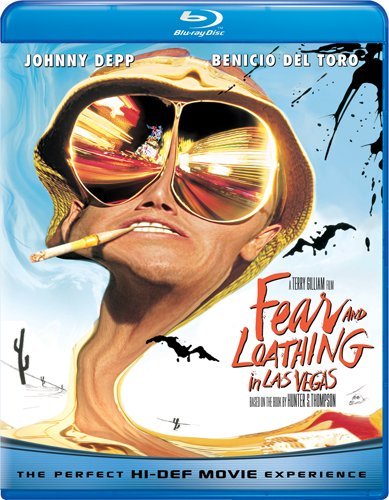 Blu-ray Disc
JOHNNY DEPP BENICIO DEL TORO
A TERRY GILLIAM FILM
Fear AND
LOATHING
in LAS VEGAS
BASED ON THE BOOK BY HUNTER S. THOMPSON
THE PERFECT HI-DEF MOVIE EXPERIENCE